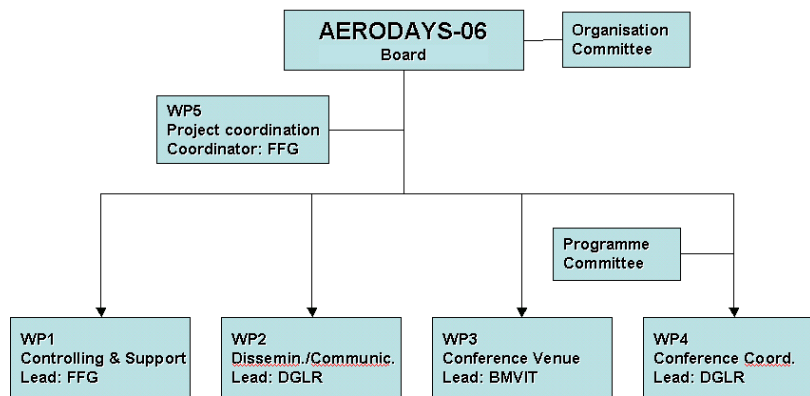 AERODAYS-06
Board
Organisation
Committee
WP5
Project coordination
Coordinator: FFG
Programme
Committee
WP1
Controlling & Support
Lead: FFG
WP2
Dissemin./Communic.
Lead: DGLR
WP3
Conference Venue
Lead: BMVIT
WP4
Conference Coord.
Lead: DGLR